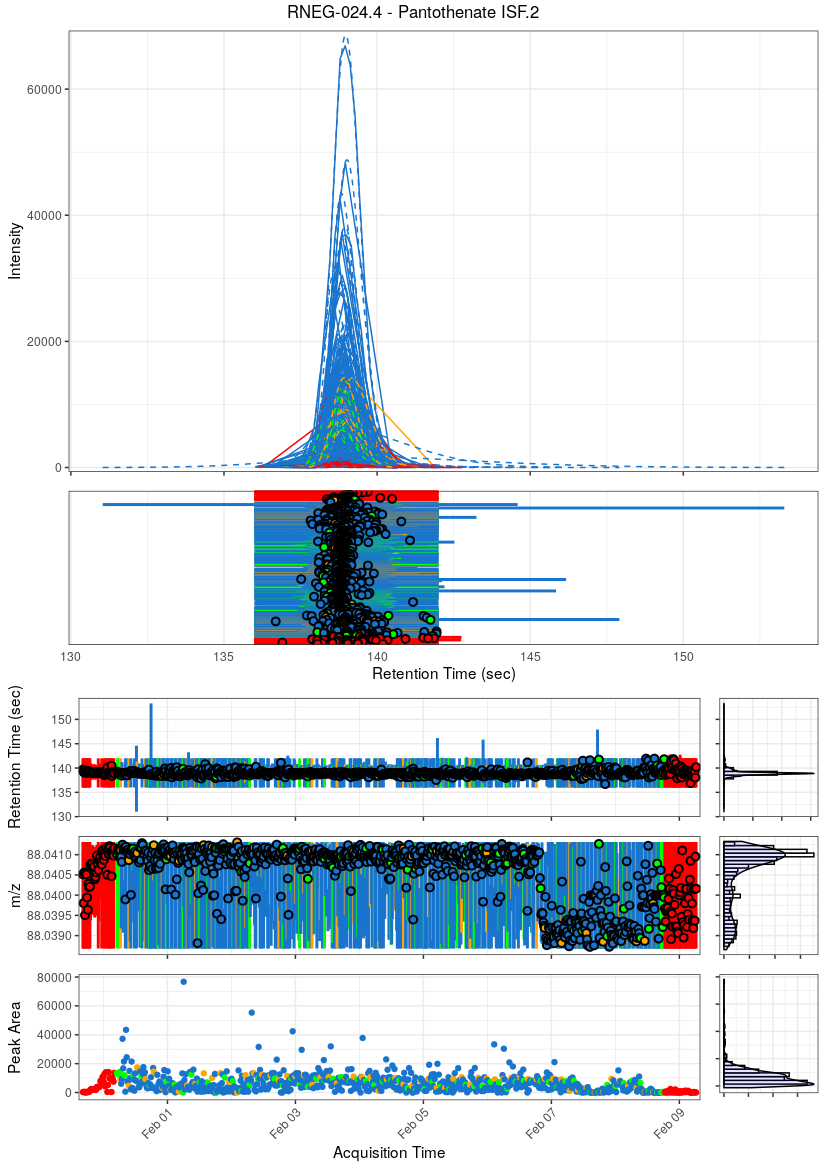 RNEG-024.4 - Pantothenate ISF.2
60000
40000
20000
0
Intensity
130
135
140
145
150
Retention Time (sec)
150
145
140
135
130
Retention Time (sec)
88.0410
88.0405
88.0400
88.0395
88.0390
m/z
80000
60000
40000
20000
0
Peak Area
Feb 01
Feb 03
Feb 05
Feb 07
Feb 09
Acquisition Time